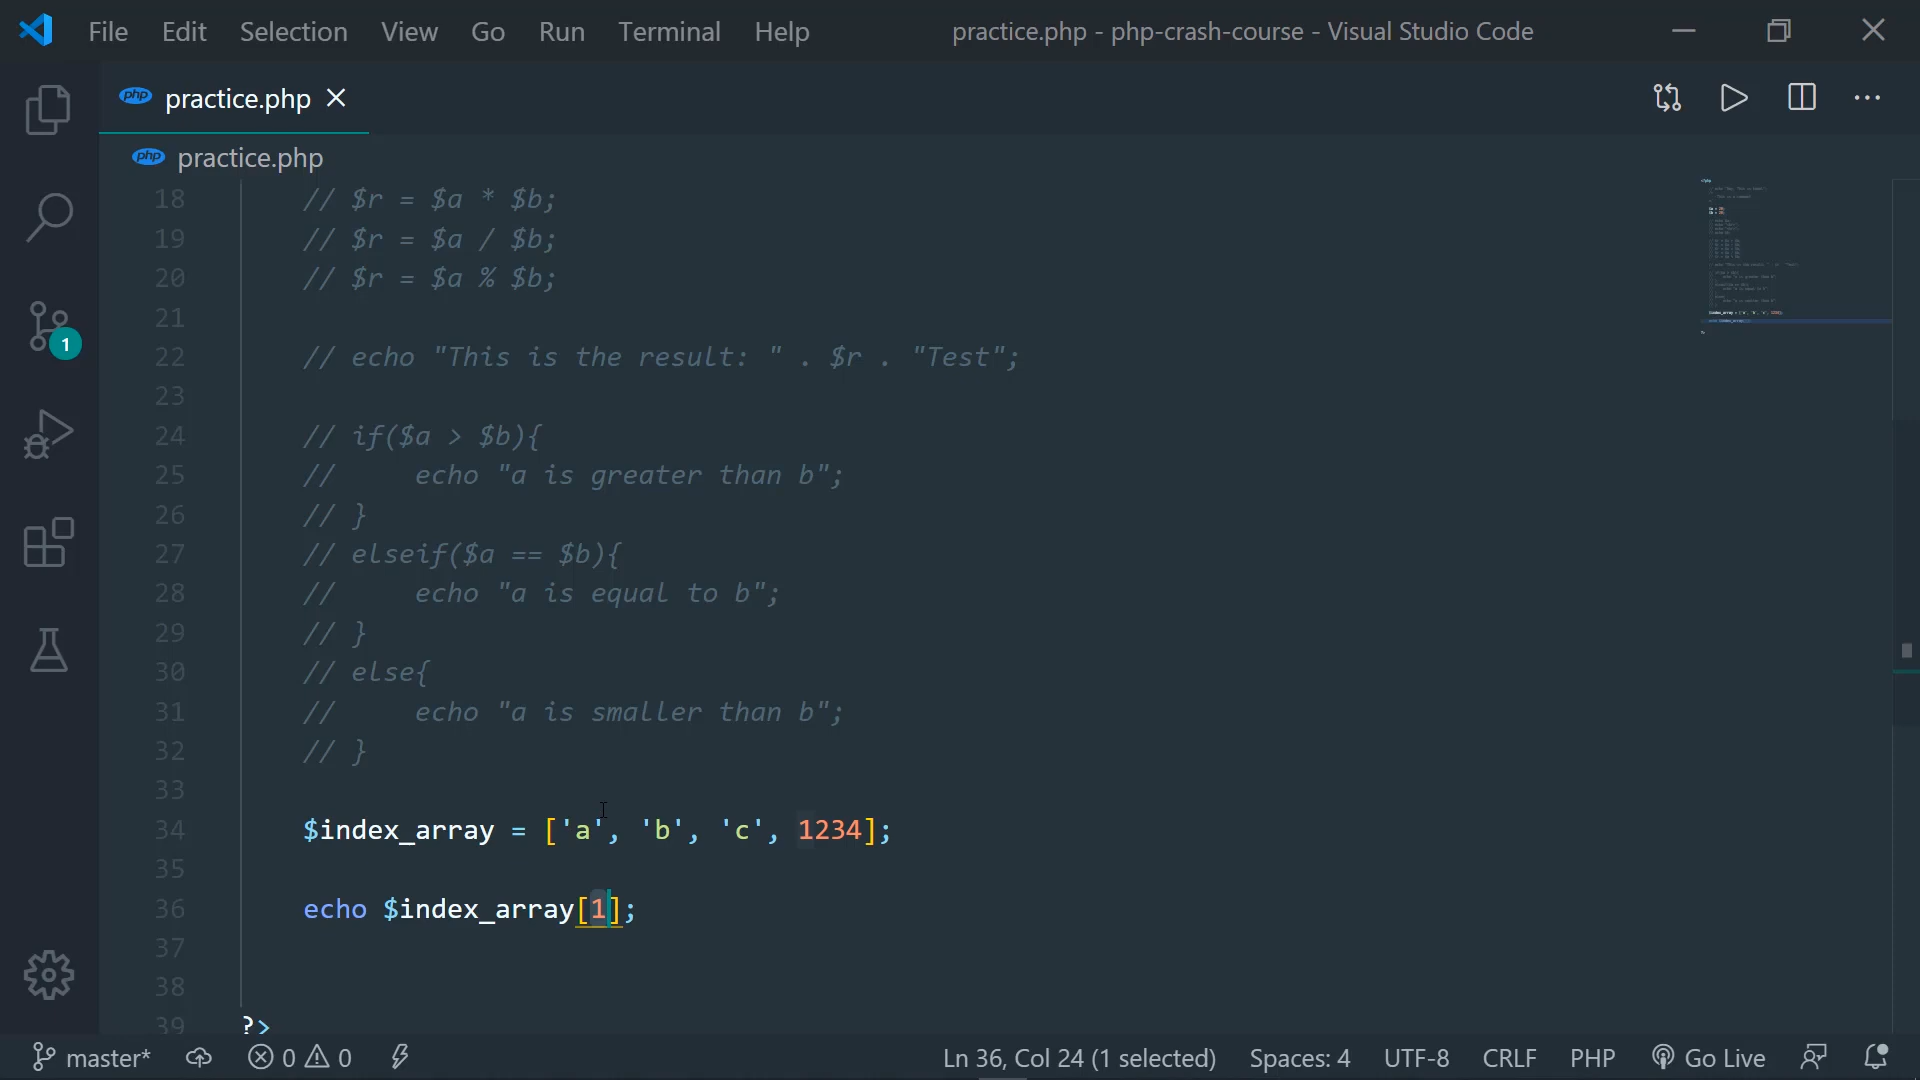 File Edit Selection View Go Run Terminal Help practice.php - php-crash-course - Visual Studio Code
php practice.php
php practice.php
18 // $r = $a * $b;
19 // $r = $a / $b;
20 // $r = $a % $b;
21
22 // echo "This is the result: " . $r . "Test";
23
24 // if($a > $b){
25 //     echo "a is greater than b";
26 // }
27 // elseif($a == $b){
28 //     echo "a is equal to b";
29 // }
30 // else{
31 //     echo "a is smaller than b";
32 // }
33
34 $index_array = ['a', 'b', 'c', 1234];
35
36 echo $index_array[1];
37
38
39 ?>
1
master* 0 0 Ln 36, Col 24 (1 selected) Spaces: 4 UTF-8 CRLF PHP Go Live